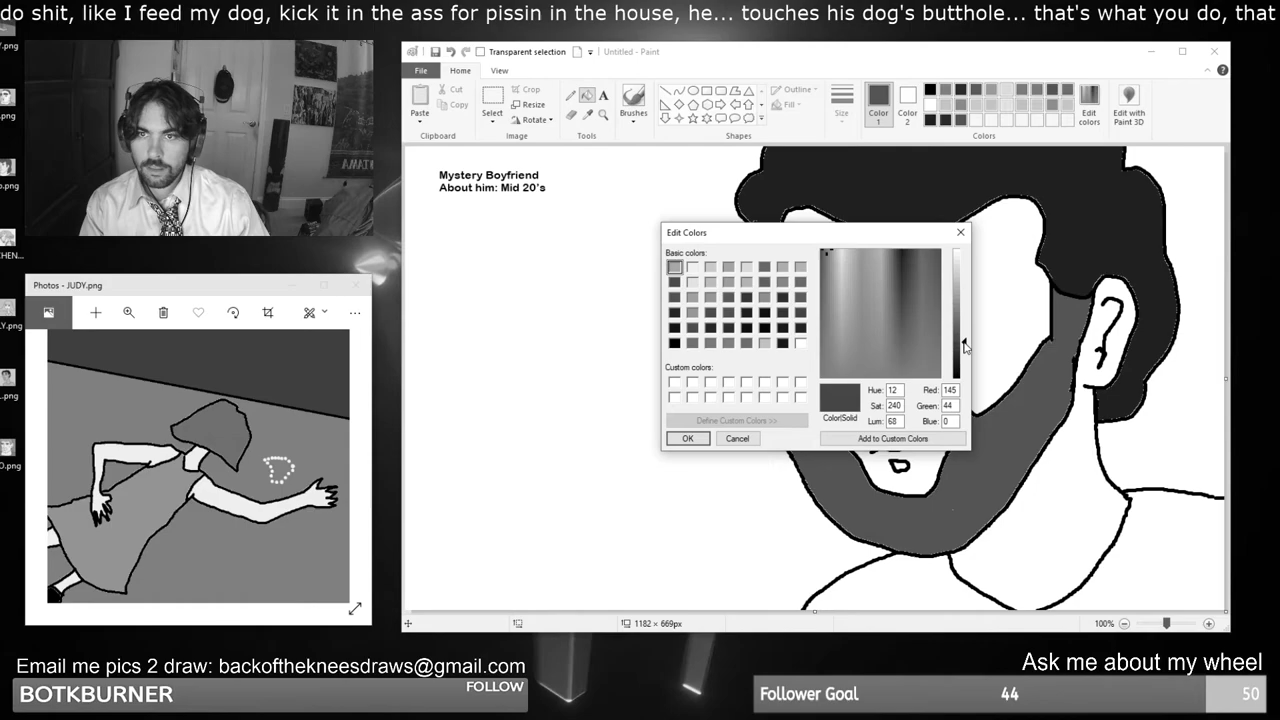 do shit, like I feed my dog, kick it in the ass for pissin in the house, he... touches his dog's butthole... that's what you do, that
Transparent selection
Untitled - Paint
File
Home
View
Paste
Cut
Copy
Clipboard
Select
Crop
Resize
Rotate
Image
A
Tools
Brushes
Shapes
Outline
Fill
Size
Color
1
Color
2
Colors
Edit
colors
Edit with
Paint 3D
Mystery Boyfriend
About him: Mid 20's
Edit Colors
Basic colors:
Custom colors:
Define Custom Colors >>
OK
Cancel
Color|Solid
Hue: 12
Sat: 240
Lum: 68
Red: 145
Green: 44
Blue: 0
Add to Custom Colors
Photos - JUDY.png
1182 × 669px
100%
Email me pics 2 draw: backofthekneesdraws@gmail.com
BOTKBURNER
FOLLOW
Ask me about my wheel
Follower Goal
44
50